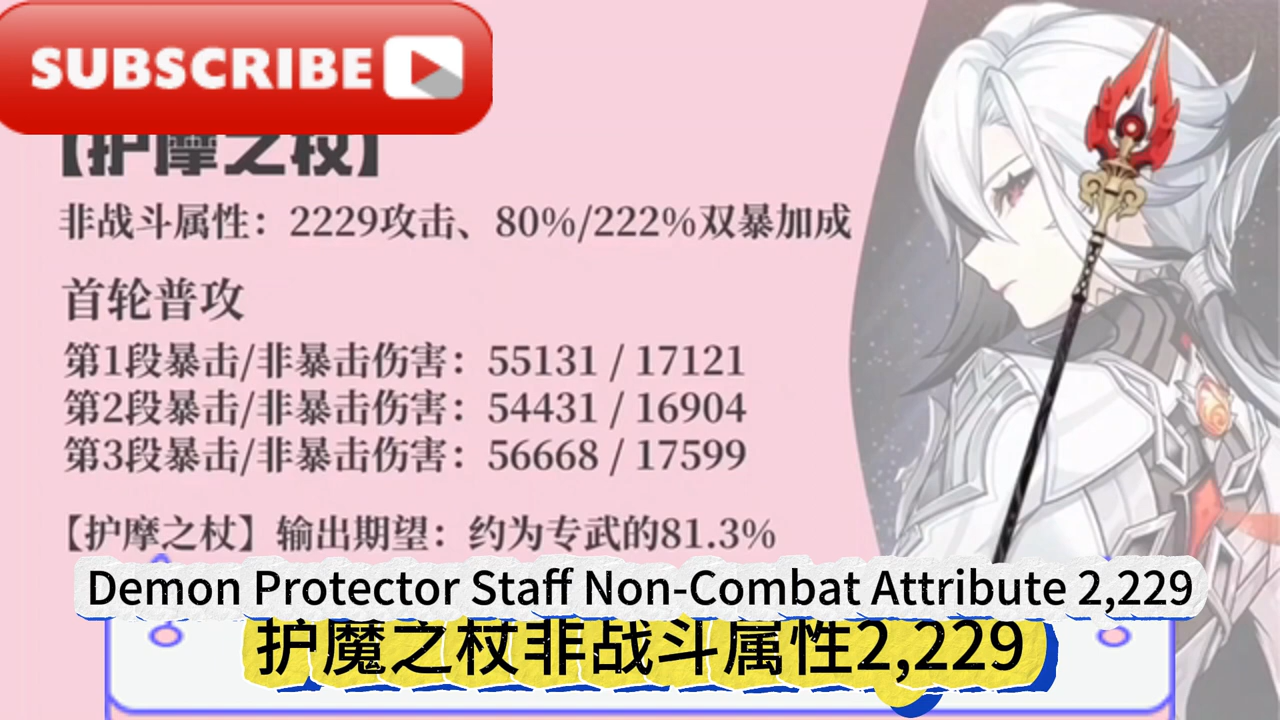 SUBSCRIBE
【护摩之杖】
非战斗属性：2229攻击、80%/222%双暴加成
首轮普攻
第1段暴击/非暴击伤害：55131 / 17121
第2段暴击/非暴击伤害：54431 / 16904
第3段暴击/非暴击伤害：56668 / 17599
【护摩之杖】输出期望：约为专武的81.3%
Demon Protector Staff Non-Combat Attribute 2,229
护魔之杖非战斗属性2,229